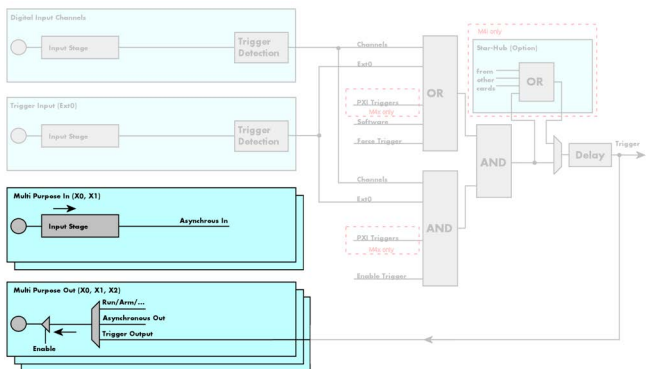 Digital Input Channels
Input Stage
Trigger
Detection
Trigger Input (Ext0)
Input Stage
Trigger
Detection
Multi Purpose In (X0, X1)
Input Stage
Asynchrous In
Multi Purpose Out (X0, X1, X2)
Run/Arm/...
Asynchronous Out
Trigger Output
Enable
Channels
Ext0
PXI Triggers
M4x only
Software
Force Trigger
OR
Channels
Ext0
PXI Triggers
M4x only
Enable Trigger
AND
AND
M4i only
Star-Hub (Option)
from
other
cards
OR
Delay
Trigger